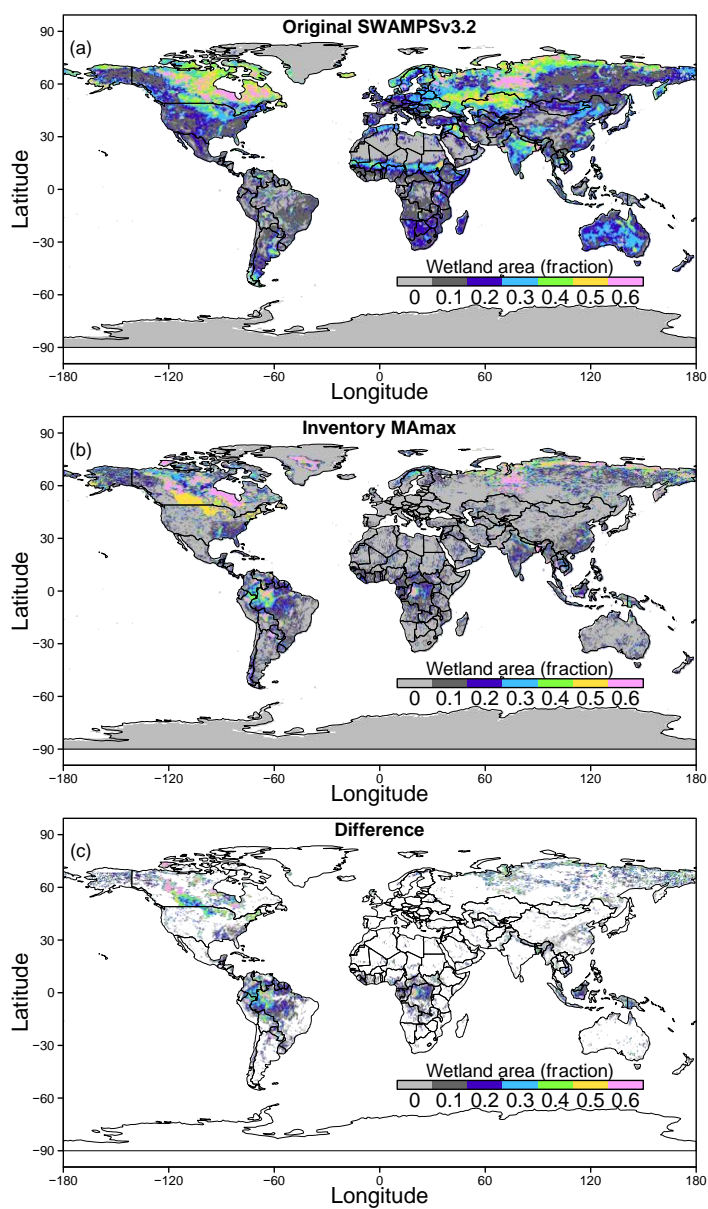 Original SWAMPSv3.2
(a)
90
60
30
0
−30
−60
−90
Latitude
Wetland area (fraction)
0 0.1 0.2 0.3 0.4 0.5 0.6
−180 −120 −60 0 60 120 180
Longitude
Inventory MAmax
(b)
90
60
30
0
−30
−60
−90
Latitude
Wetland area (fraction)
0 0.1 0.2 0.3 0.4 0.5 0.6
−180 −120 −60 0 60 120 180
Longitude
Difference
(c)
90
60
30
0
−30
−60
−90
Latitude
Wetland area (fraction)
0 0.1 0.2 0.3 0.4 0.5 0.6
−180 −120 −60 0 60 120 180
Longitude